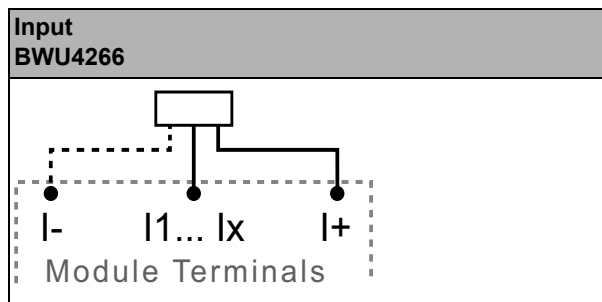 Input
BWU4266
I- I1... Ix I+
Module Terminals